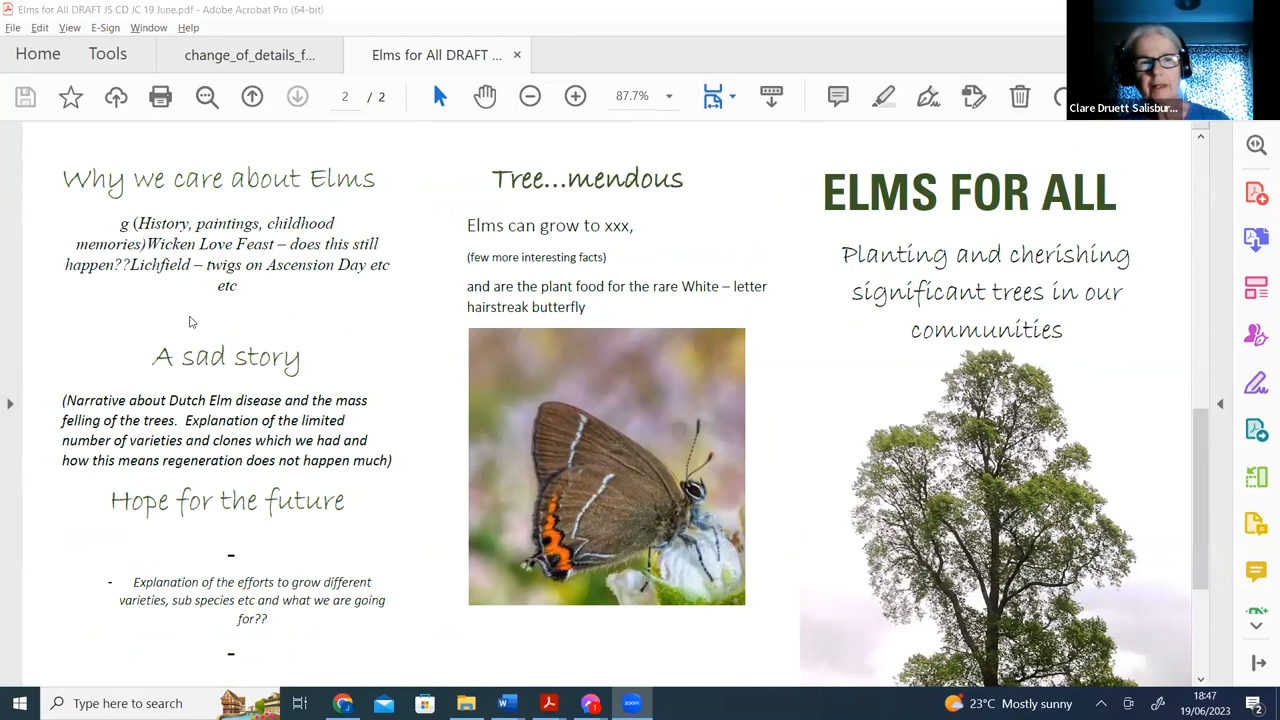 Elms for All DRAFT JS CD JC 19 June.pdf - Adobe Acrobat Pro (64-bit)
File Edit View E-Sign Window Help
Home Tools change_of_details_f... Elms for All DRAFT ... ×
2 / 2 87.7%
Clare Druett Salisbur...
Why we care about Elms
g (History, paintings, childhood
memories)Wicken Love Feast – does this still
happen??Lichfield – twigs on Ascension Day etc
etc
A sad story
(Narrative about Dutch Elm disease and the mass
felling of the trees. Explanation of the limited
number of varieties and clones which we had and
how this means regeneration does not happen much)
Hope for the future
-
- Explanation of the efforts to grow different
varieties, sub species etc and what we are going
for??
-
Tree...mendous
Elms can grow to xxx,
(few more interesting facts)
and are the plant food for the rare White – letter
hairstreak butterfly
ELMS FOR ALL
Planting and cherishing
significant trees in our
communities
Type here to search
zoom
23°C Mostly sunny
18:47
19/06/2023
2